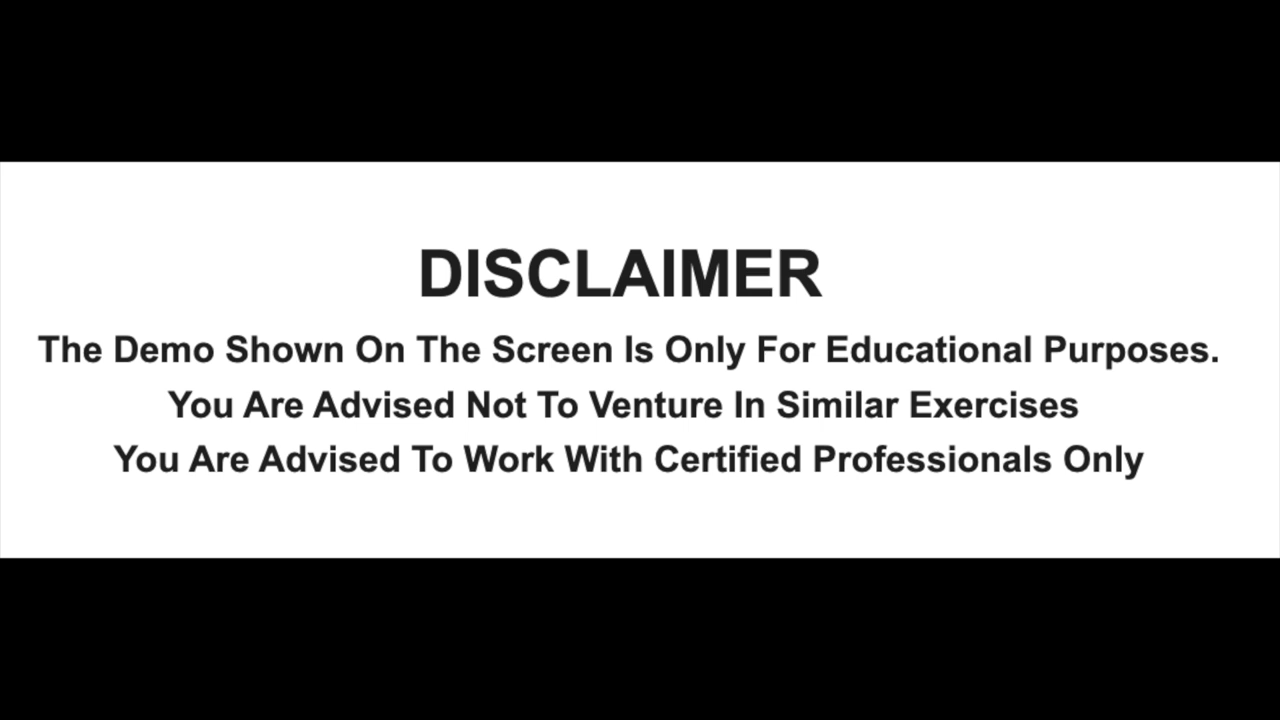 DISCLAIMER
The Demo Shown On The Screen Is Only For Educational Purposes.
You Are Advised Not To Venture In Similar Exercises
You Are Advised To Work With Certified Professionals Only